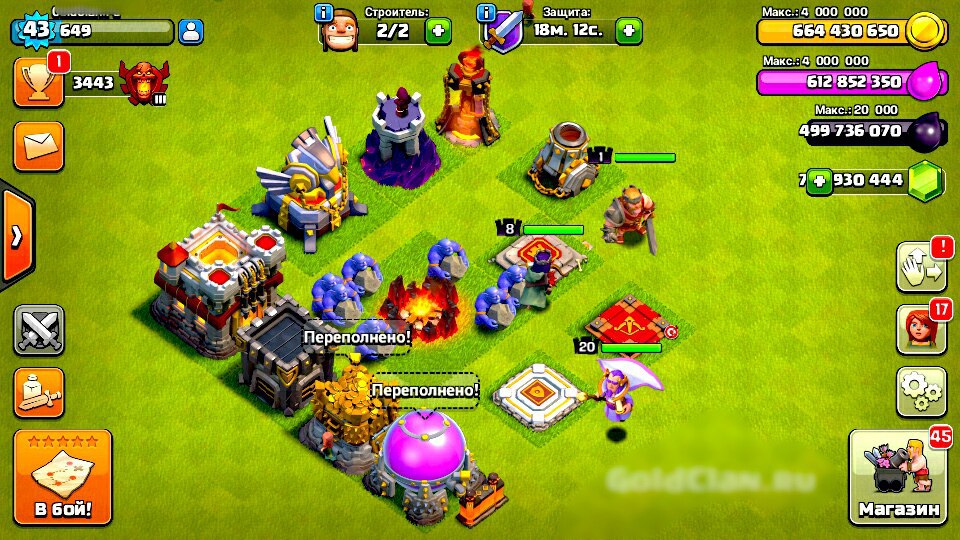 43
649
Строитель:
2/2
Защита:
18м. 12с.
Макс.: 4 000 000
664 430 650
1
3443
III
Макс.: 4 000 000
612 852 350
Макс.: 20 000
499 736 070
7
930 444
1
8
20
!
17
Переполнено!
Переполнено!
В бой!
45
Магазин
GoldClan.ru